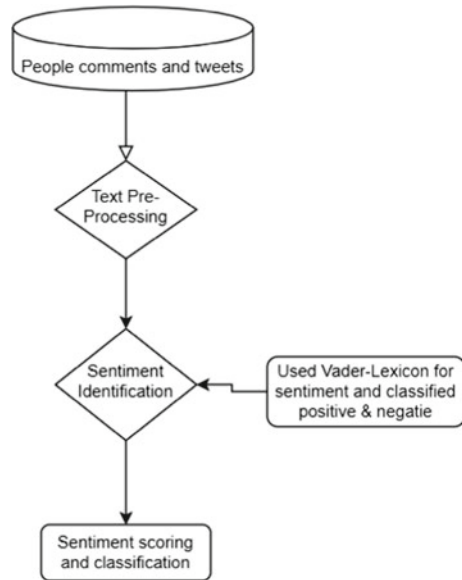 People comments and tweets
Text Pre-
Processing
Sentiment
Identification
Used Vader-Lexicon for
sentiment and classified
positive & negatie
Sentiment scoring
and classification